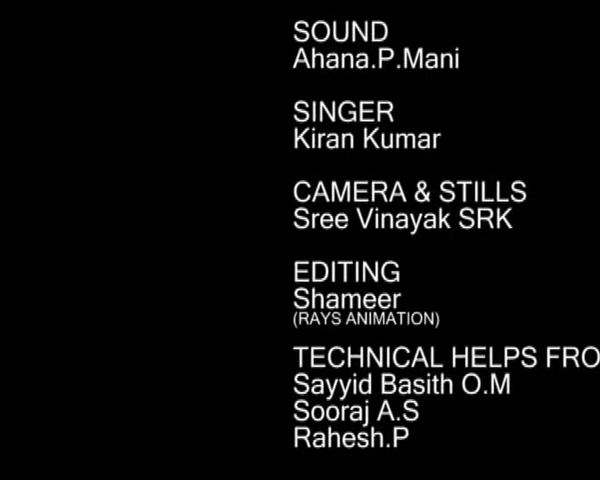 SOUND
Ahana.P.Mani
SINGER
Kiran Kumar
CAMERA & STILLS
Sree Vinayak SRK
EDITING
Shameer
(RAYS ANIMATION)
TECHNICAL HELPS FRO
Sayyid Basith O.M
Sooraj A.S
Rahesh.P